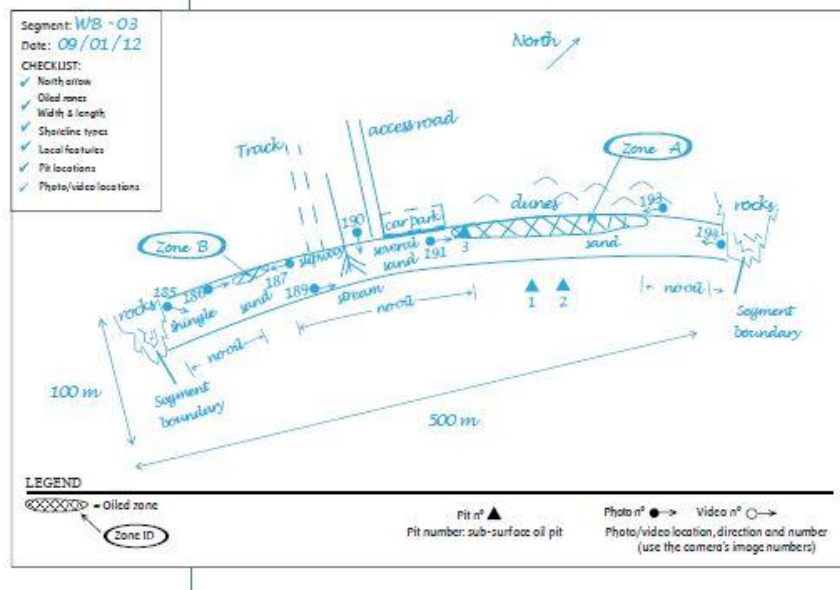 Segment: WB-03
Date: 09/01/12
CHECKLIST:
✓ North arrow
✓ Oiled zones
✓ Width & length
✓ Shoreline types
✓ Local features
✓ Pit locations
✓ Photo/video locations
North
Track
access road
Zone A
dunes
193
rocks
190
car park
Zone B
slipway
several
191
3
sand
194
sand
185
186
187
189
rocks
shingle
sand
stream
no oil
no oil
no oil
1
2
Segment
boundary
Segment
boundary
100 m
500 m
LEGEND
= Oiled zone
Zone ID
Pit nº
Pit number: sub-surface oil pit
Photo nº
Video nº
Photo/video location, direction and number
(use the camera's image numbers)